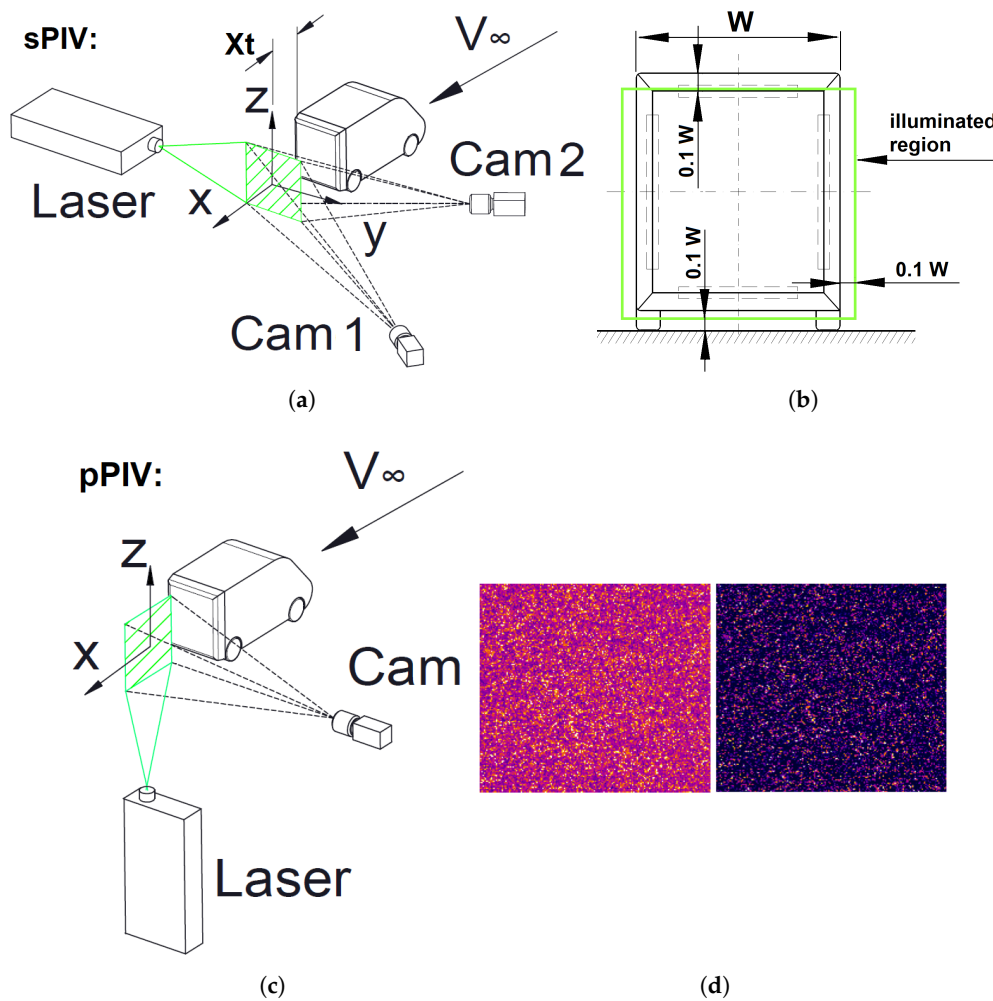 sPIV:
Xt
V∞
z
Laser
x
y
Cam 2
Cam 1
(a)
W
0.1 W
illuminated
region
0.1 W
0.1 W
(b)
pPIV:
V∞
z
x
Cam
Laser
(c)
(d)